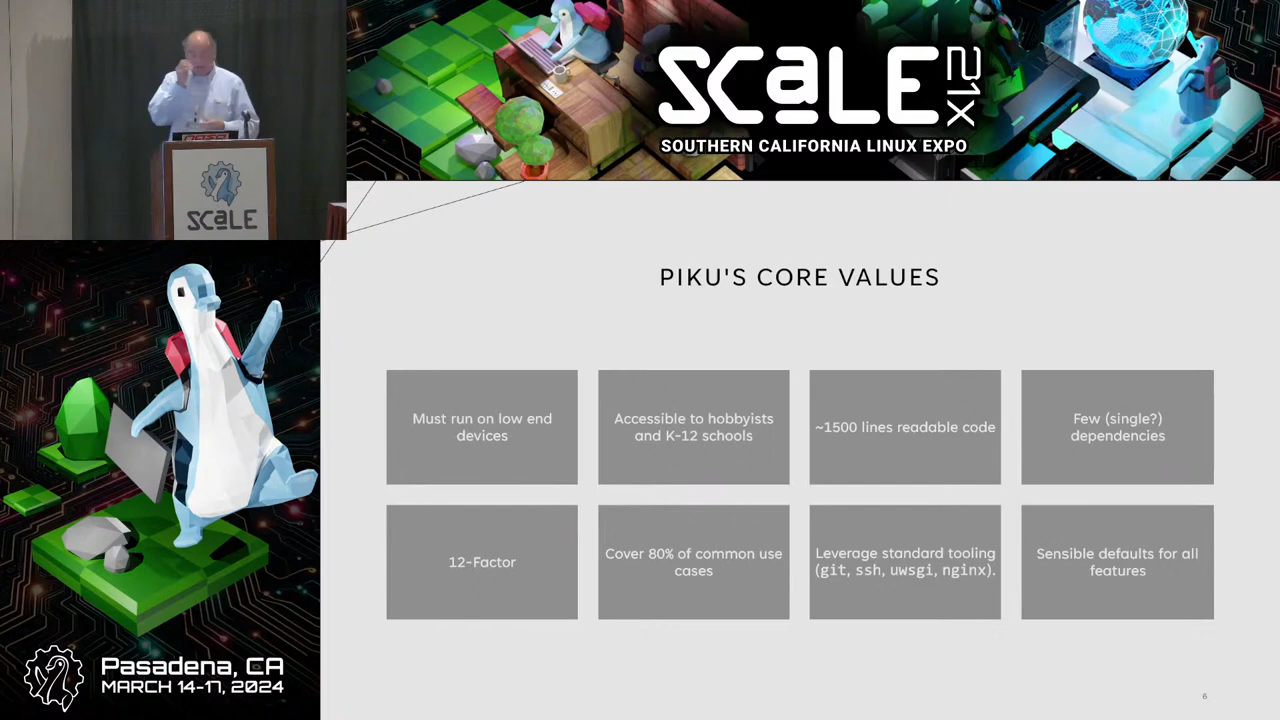 SCALE
21X
SOUTHERN CALIFORNIA LINUX EXPO
SCALE
PIKU'S CORE VALUES
Must run on low end
devices
Accessible to hobbyists
and K-12 schools
~1500 lines readable code
Few (single?)
dependencies
12-Factor
Cover 80% of common use
cases
Leverage standard tooling
(git, ssh, uwsgi, nginx).
Sensible defaults for all
features
Pasadena, CA
MARCH 14-17, 2024
6